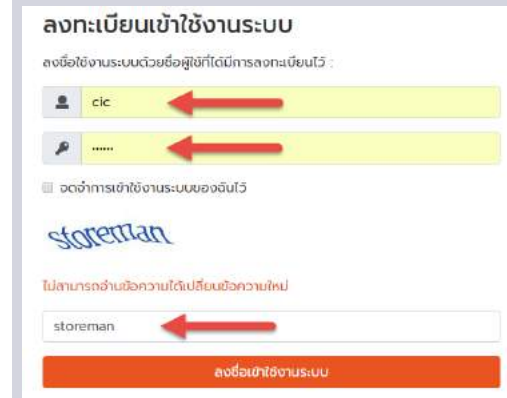 ลงทะเบียนเข้าใช้งานระบบ
ลงชื่อใช้งานระบบด้วยชื่อผู้ใช้ที่ได้มีการลงทะเบียนไว้ :
cic
••••••
จดจำการเข้าใช้งานระบบของฉันไว้
storeman
ไม่สามารถอ่านข้อความได้เปลี่ยนข้อความใหม่
storeman
ลงชื่อเข้าใช้งานระบบ